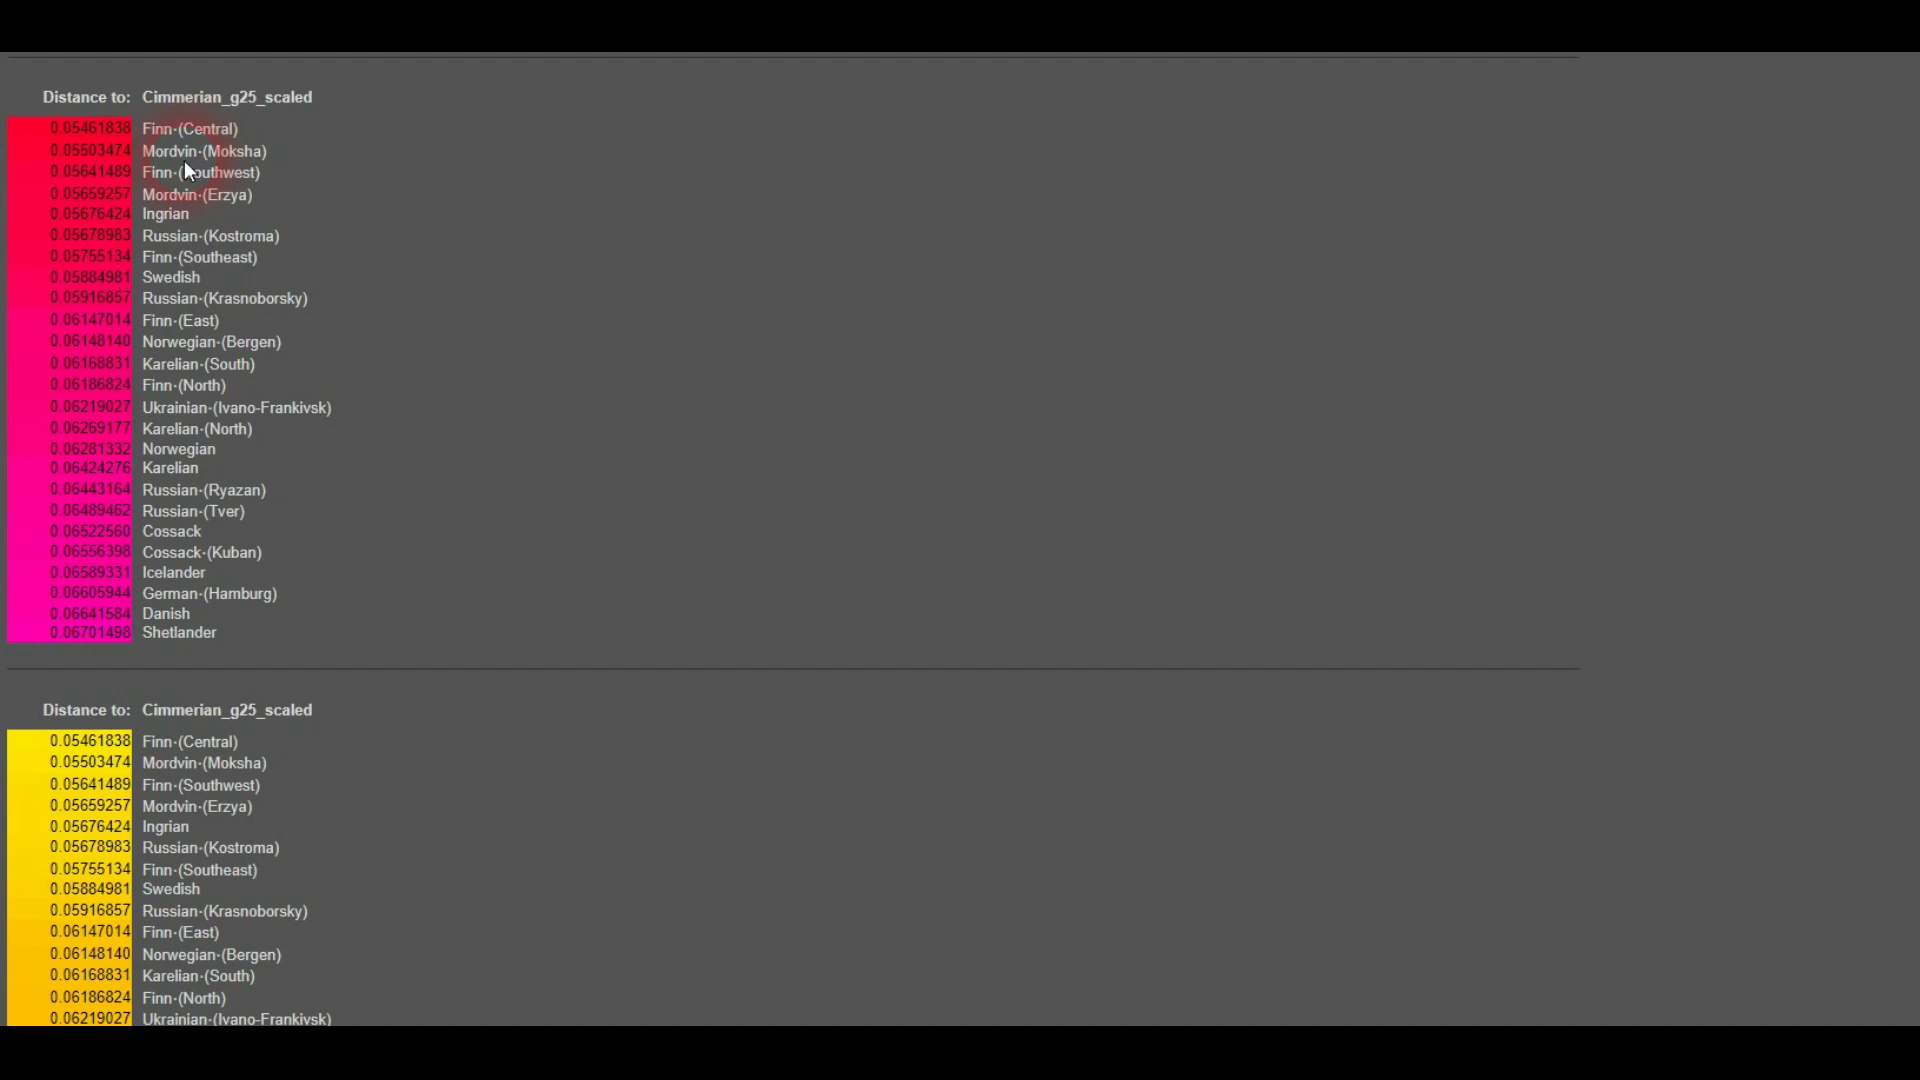 Distance to: Cimmerian_g25_scaled
0.05461838 Finn·(Central)
0.05503474 Mordvin·(Moksha)
0.05641489 Finn·(Southwest)
0.05659257 Mordvin·(Erzya)
0.05676424 Ingrian
0.05678983 Russian·(Kostroma)
0.05755134 Finn·(Southeast)
0.05884981 Swedish
0.05916857 Russian·(Krasnoborsky)
0.06147014 Finn·(East)
0.06148140 Norwegian·(Bergen)
0.06168831 Karelian·(South)
0.06186824 Finn·(North)
0.06219027 Ukrainian·(Ivano-Frankivsk)
0.06269177 Karelian·(North)
0.06281332 Norwegian
0.06424276 Karelian
0.06443164 Russian·(Ryazan)
0.06489462 Russian·(Tver)
0.06522560 Cossack
0.06556398 Cossack·(Kuban)
0.06589331 Icelander
0.06605944 German·(Hamburg)
0.06641584 Danish
0.06701498 Shetlander
Distance to: Cimmerian_g25_scaled
0.05461838 Finn·(Central)
0.05503474 Mordvin·(Moksha)
0.05641489 Finn·(Southwest)
0.05659257 Mordvin·(Erzya)
0.05676424 Ingrian
0.05678983 Russian·(Kostroma)
0.05755134 Finn·(Southeast)
0.05884981 Swedish
0.05916857 Russian·(Krasnoborsky)
0.06147014 Finn·(East)
0.06148140 Norwegian·(Bergen)
0.06168831 Karelian·(South)
0.06186824 Finn·(North)
0.06219027 Ukrainian·(Ivano-Frankivsk)